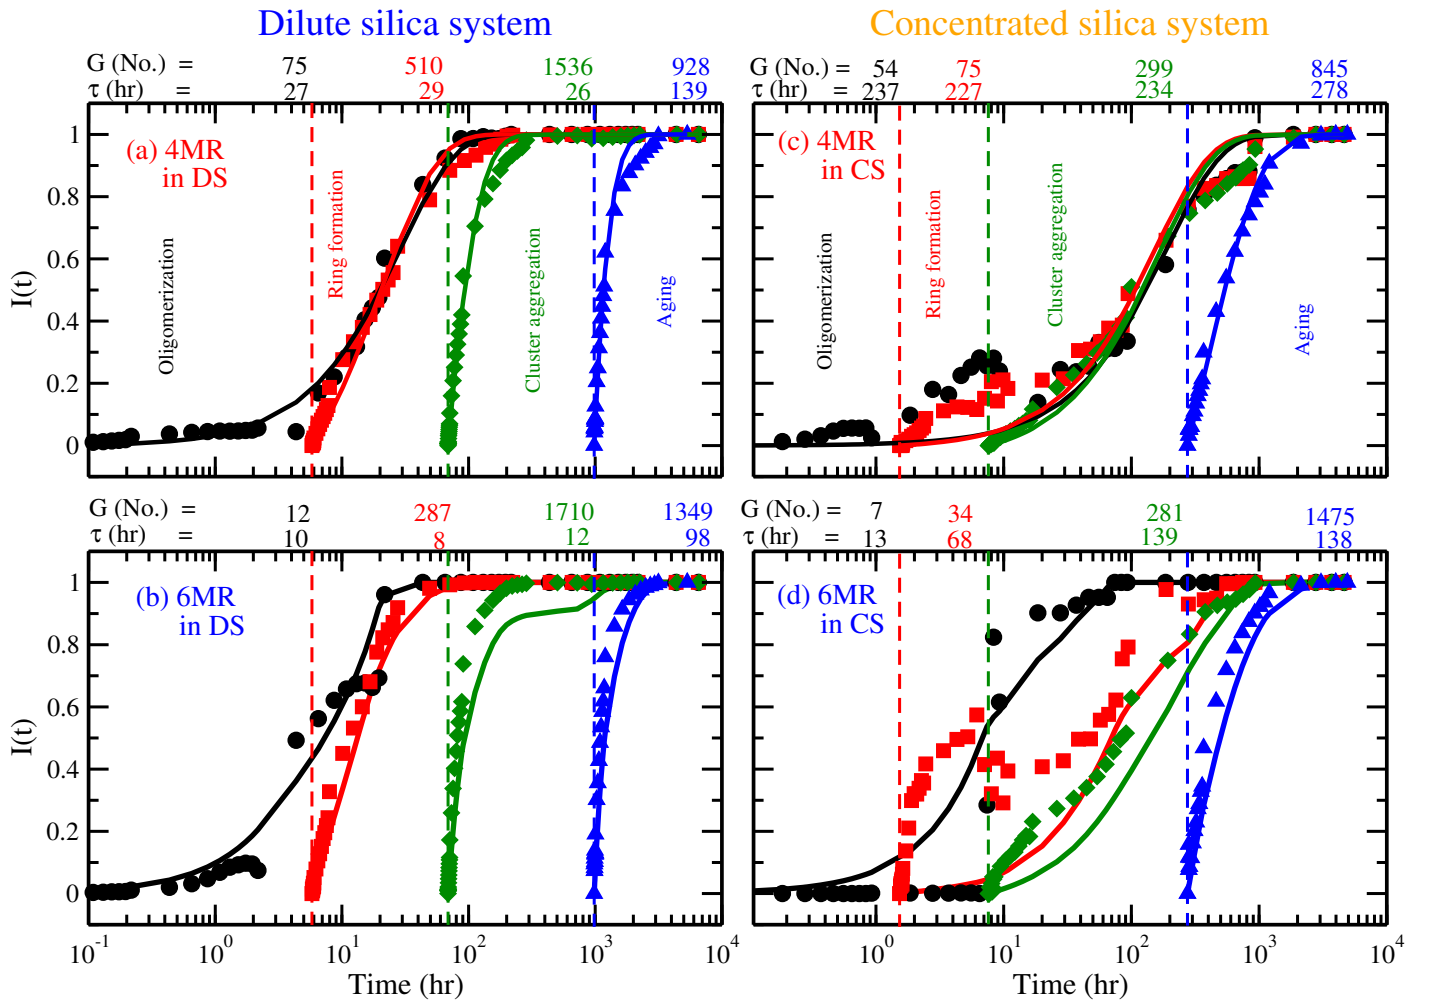 Dilute silica system
Concentrated silica system
G (No.) = 75 510 1536 928
τ (hr) = 27 29 26 139
G (No.) = 54 75 299 845
τ (hr) = 237 227 234 278
(a) 4MR
in DS
Oligomerization
Ring formation
Cluster aggregation
Aging
I(t)
1
0.8
0.6
0.4
0.2
0
(c) 4MR
in CS
Oligomerization
Ring formation
Cluster aggregation
Aging
G (No.) = 12 287 1710 1349
τ (hr) = 10 8 12 98
G (No.) = 7 34 281 1475
τ (hr) = 13 68 139 138
(b) 6MR
in DS
I(t)
1
0.8
0.6
0.4
0.2
0
(d) 6MR
in CS
10^-1 10^0 10^1 10^2 10^3 10^4
Time (hr)
10^0 10^1 10^2 10^3 10^4
Time (hr)